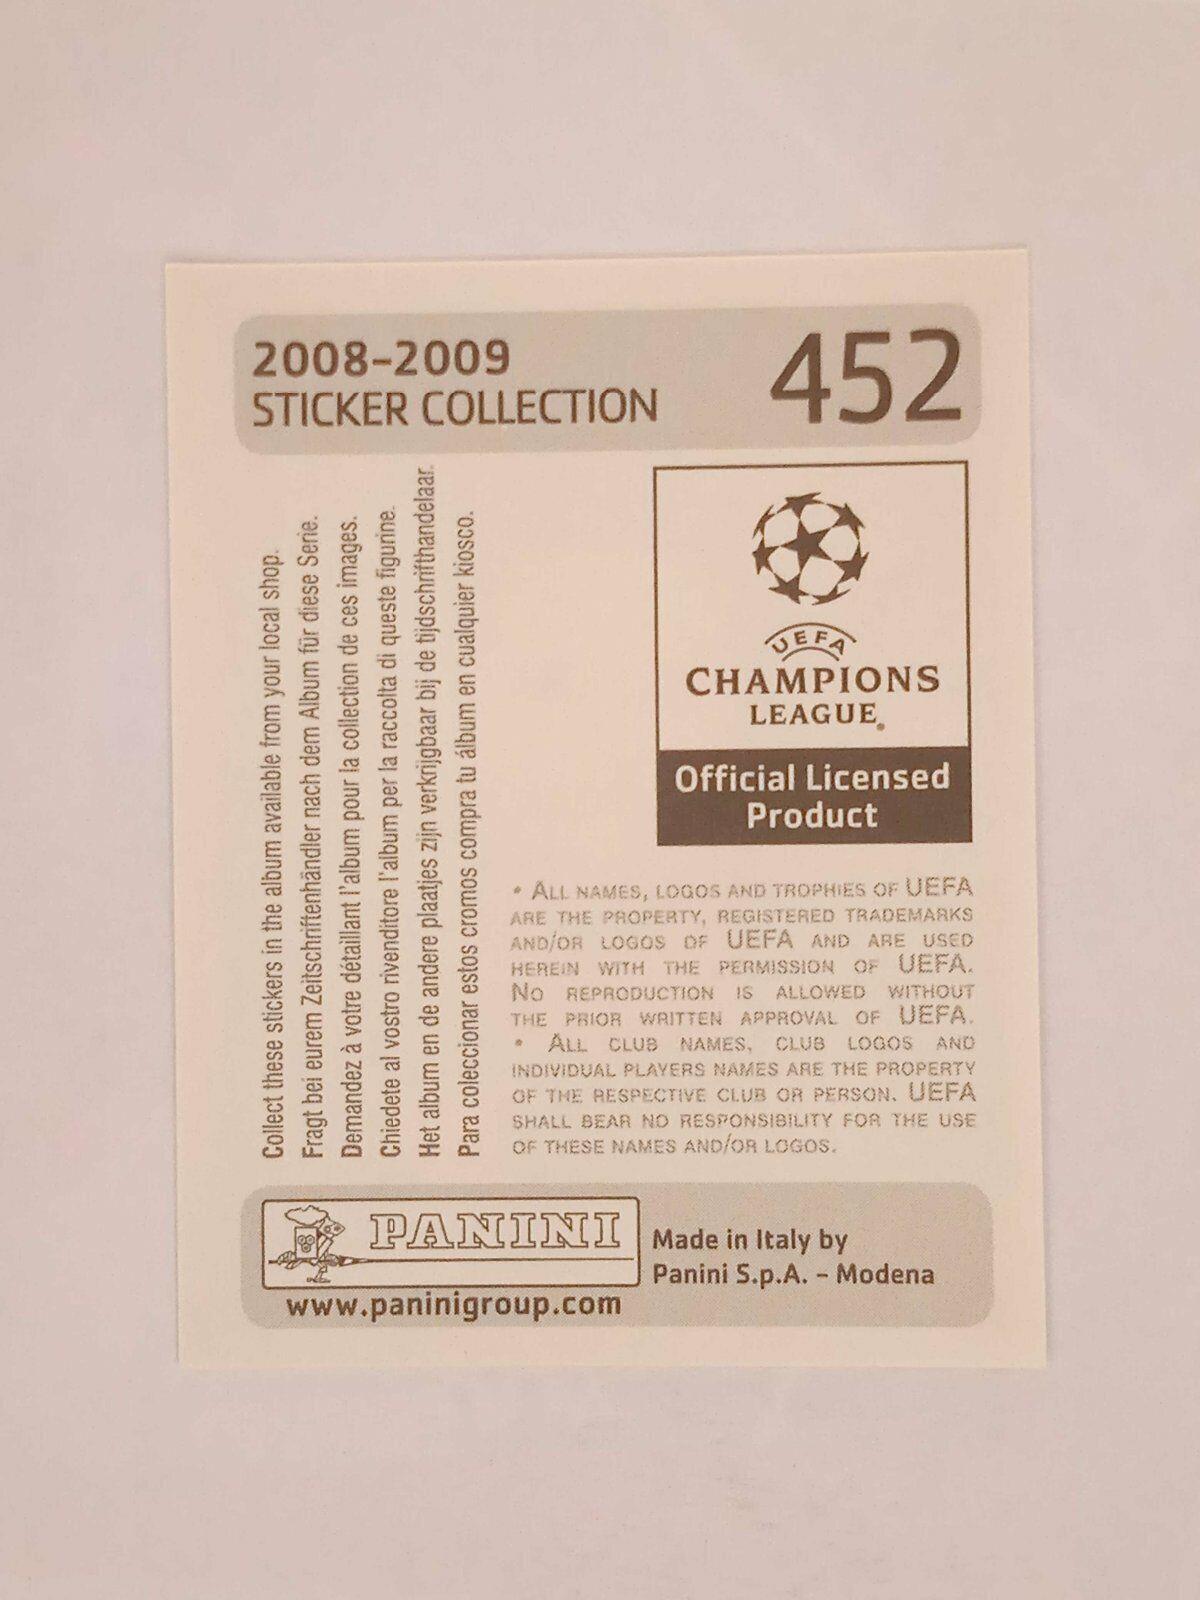 2008-2009
STICKER COLLECTION
452
Collect these stickers in the album available from your local shop.
Fragt bei eurem Zeitschriftenhändler nach dem Album für diese Serie.
Demandez à votre détaillant l'album pour la collection de ces images.
Chiedete al vostro rivenditore l'album per la raccolta di queste figurine.
Het album en de andere plaatjes zijn verkrijgbaar bij de tijdschrifthandelaar.
Para coleccionar estos cromos compra tu álbum en cualquier kiosco.
UEFA
CHAMPIONS
LEAGUE®
Official Licensed
Product
• ALL NAMES, LOGOS AND TROPHIES OF UEFA
ARE THE PROPERTY, REGISTERED TRADEMARKS
AND/OR LOGOS OF UEFA AND ARE USED
HEREIN WITH THE PERMISSION OF UEFA.
NO REPRODUCTION IS ALLOWED WITHOUT
THE PRIOR WRITTEN APPROVAL OF UEFA.
• ALL CLUB NAMES, CLUB LOGOS AND
INDIVIDUAL PLAYERS NAMES ARE THE PROPERTY
OF THE RESPECTIVE CLUB OR PERSON. UEFA
SHALL BEAR NO RESPONSIBILITY FOR THE USE
OF THESE NAMES AND/OR LOGOS.
PANINI
www.paninigroup.com
Made in Italy by
Panini S.p.A. - Modena